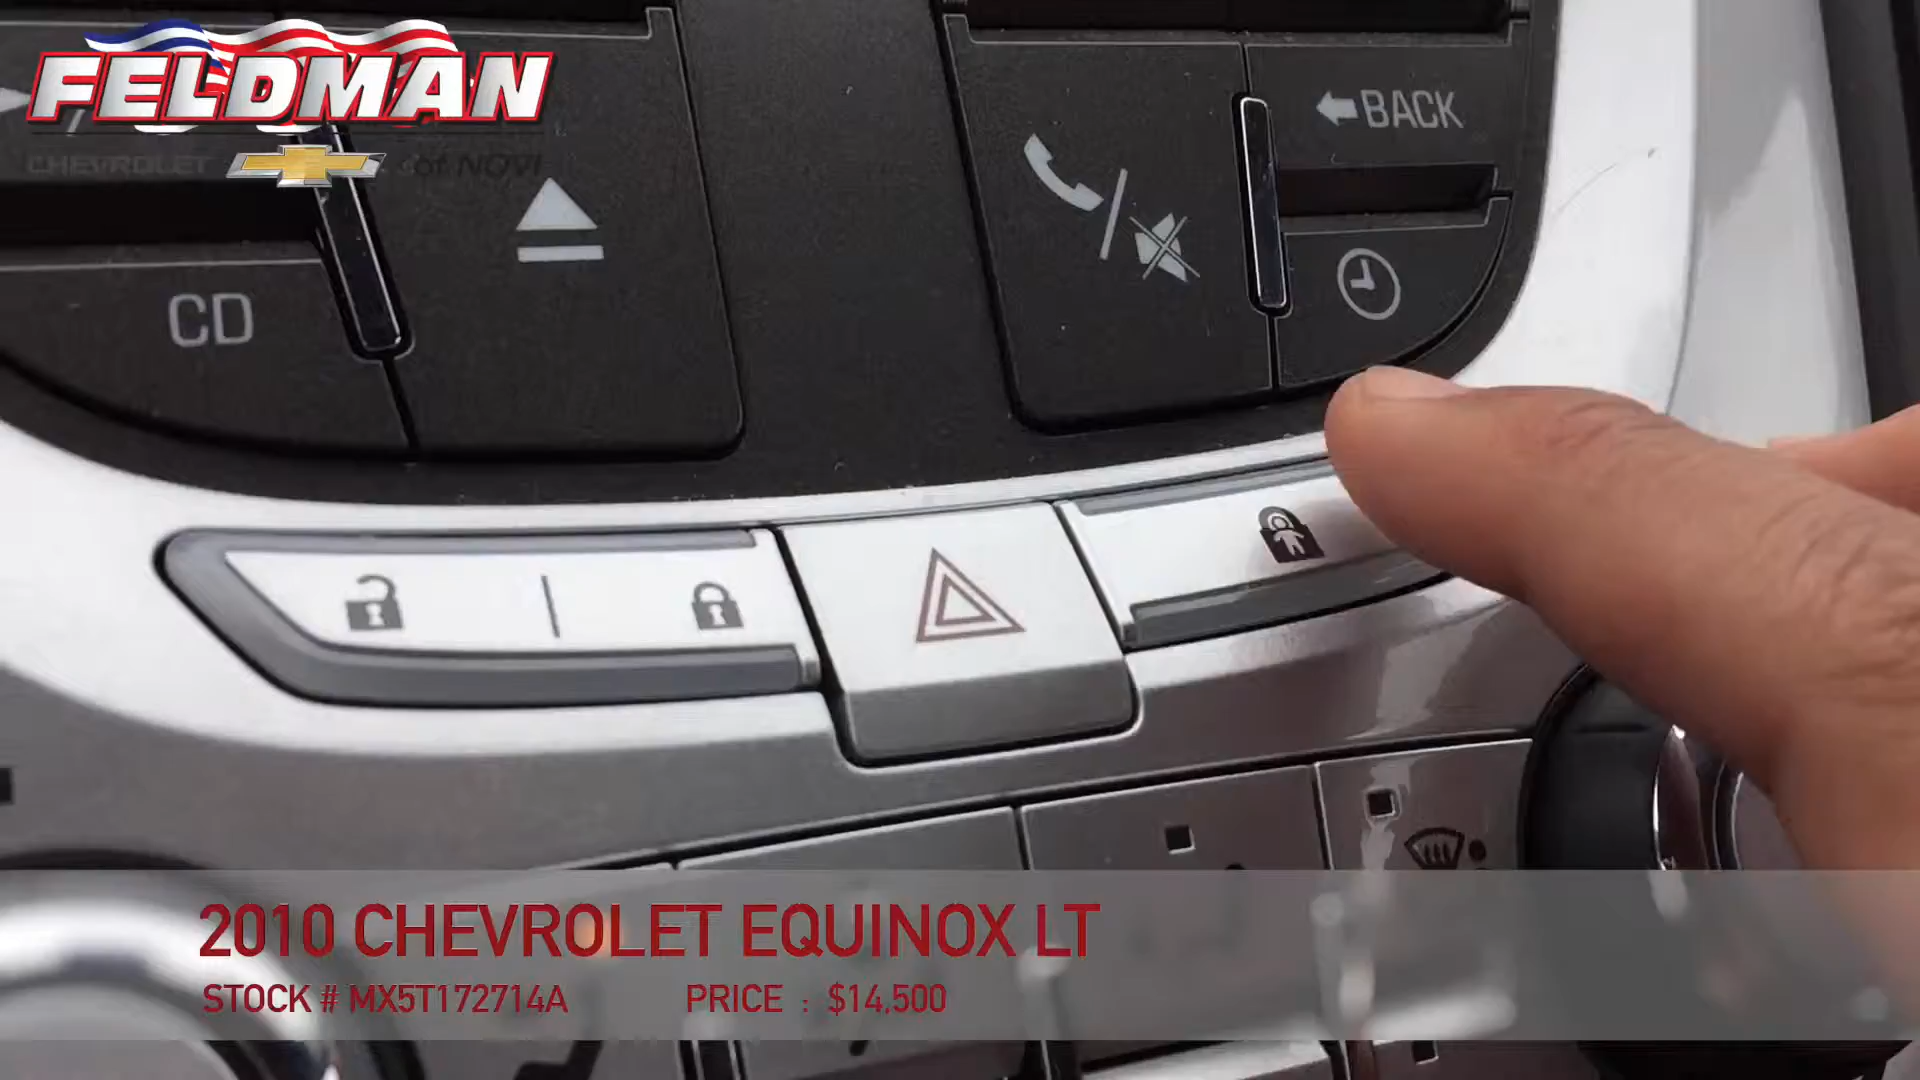 FELDMAN
CHEVROLET of NOVI
BACK
CD
2010 CHEVROLET EQUINOX LT
STOCK # MX5T172714A PRICE : $14,500